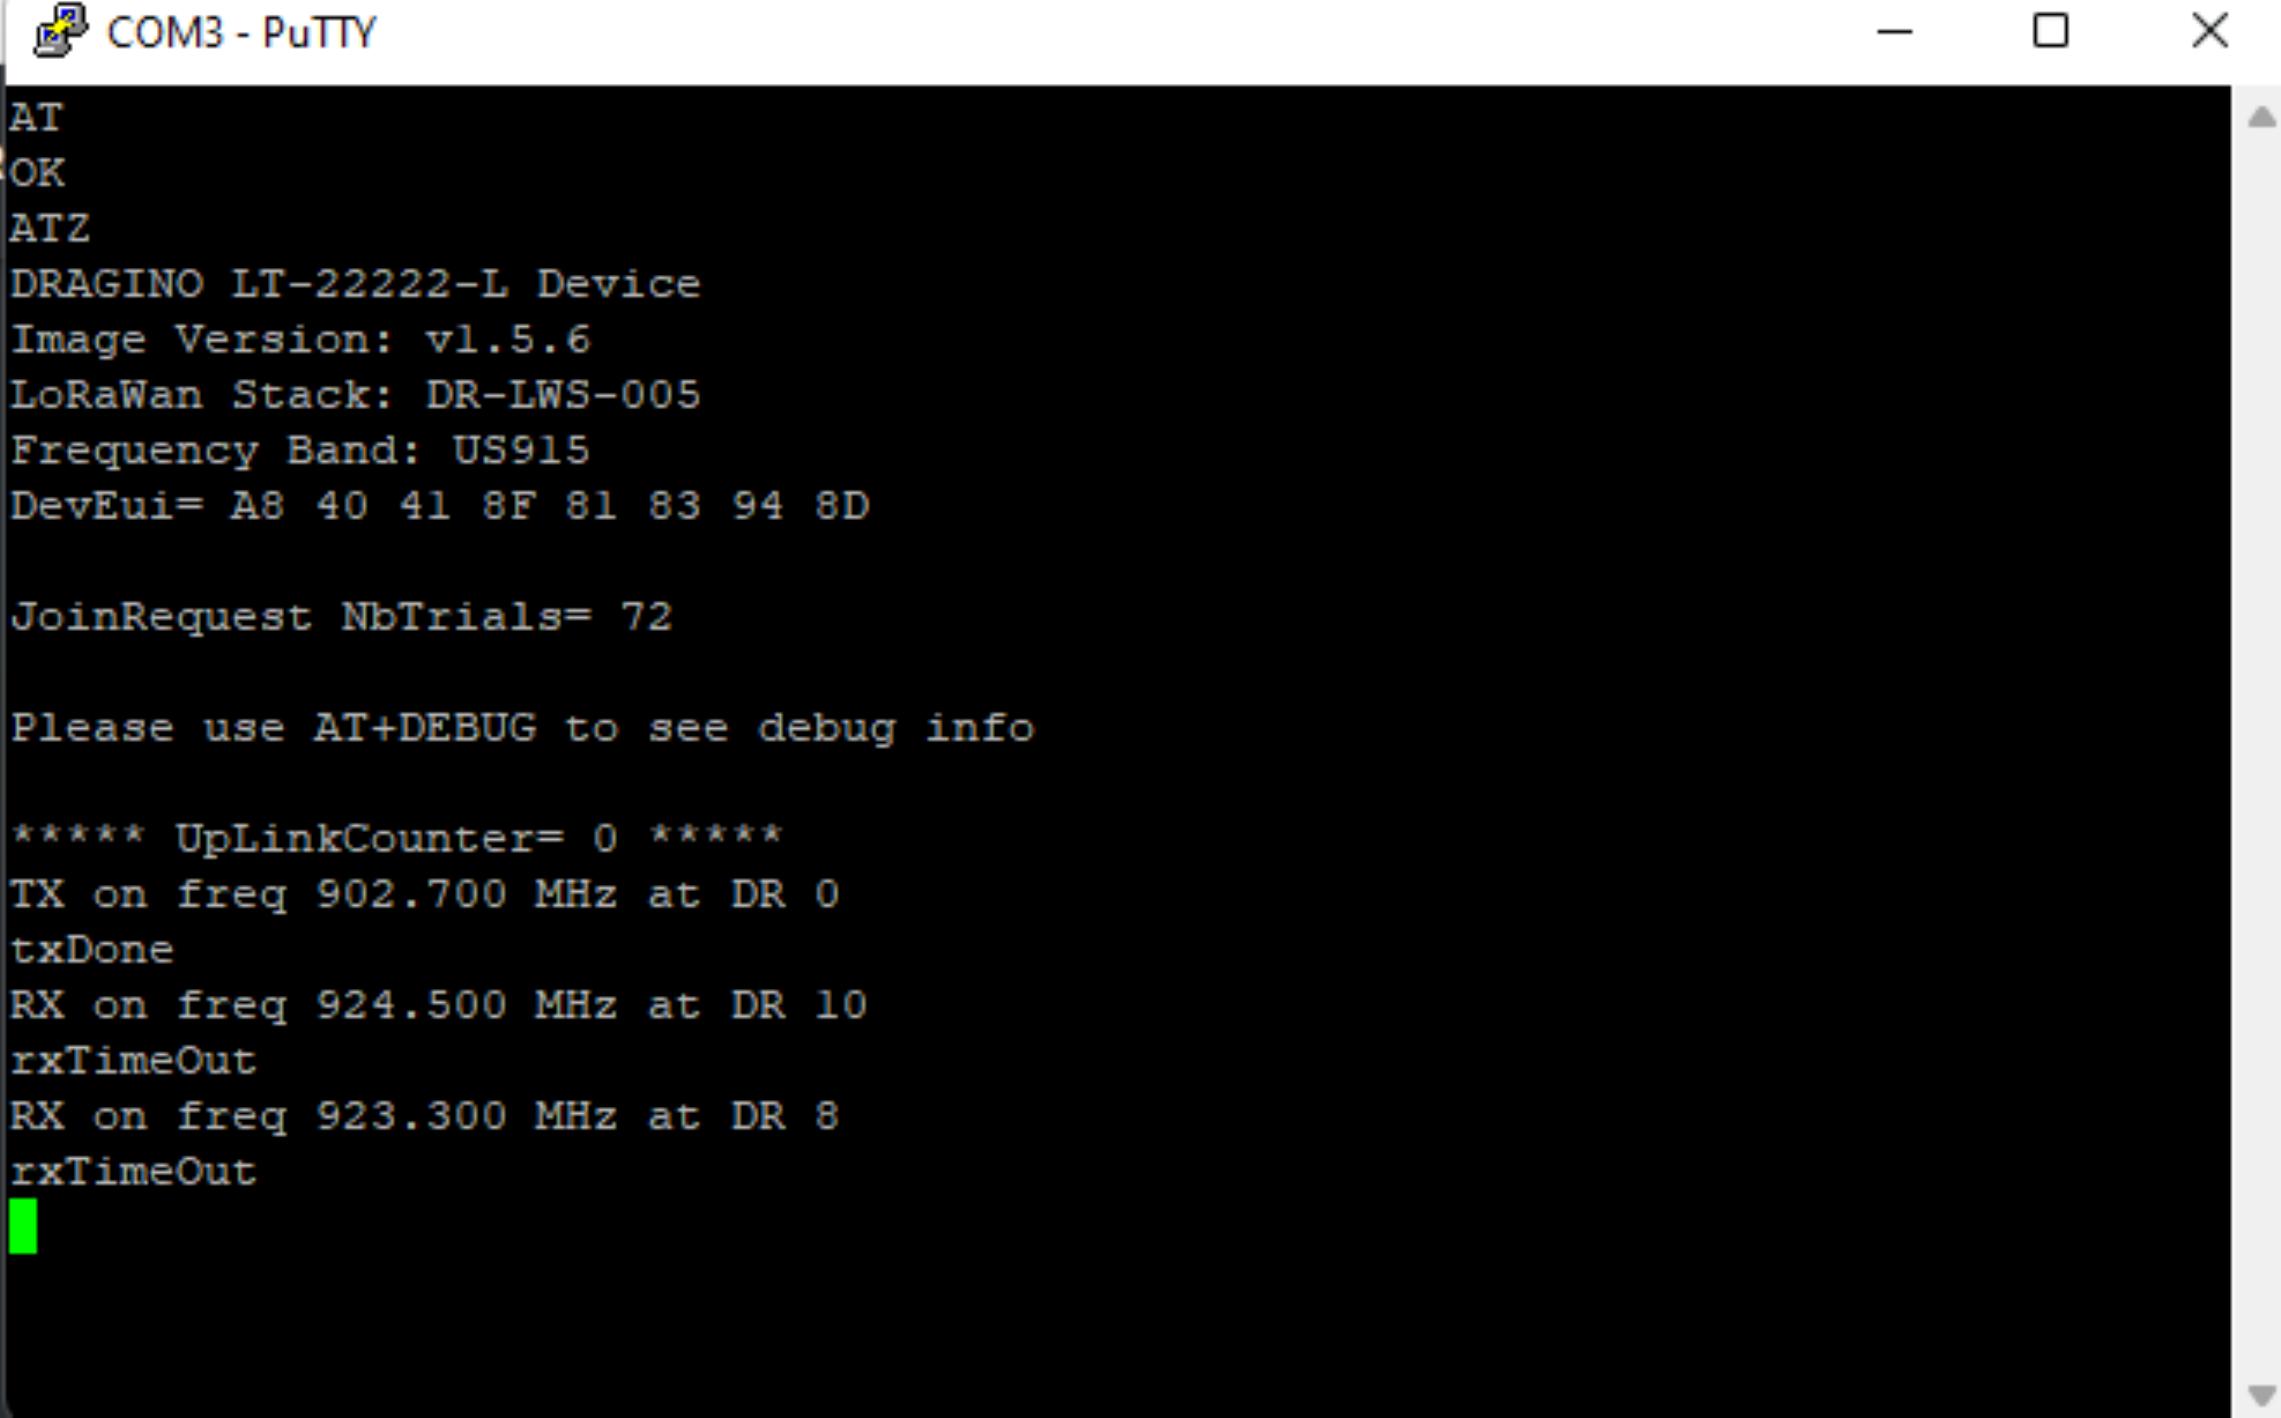 COM3 - PuTTY
AT
OK
ATZ
DRAGINO LT-22222-L Device
Image Version: v1.5.6
LoRaWan Stack: DR-LWS-005
Frequency Band: US915
DevEui= A8 40 41 8F 81 83 94 8D
JoinRequest NbTrials= 72
Please use AT+DEBUG to see debug info
***** UpLinkCounter= 0 *****
TX on freq 902.700 MHz at DR 0
txDone
RX on freq 924.500 MHz at DR 10
rxTimeOut
RX on freq 923.300 MHz at DR 8
rxTimeOut